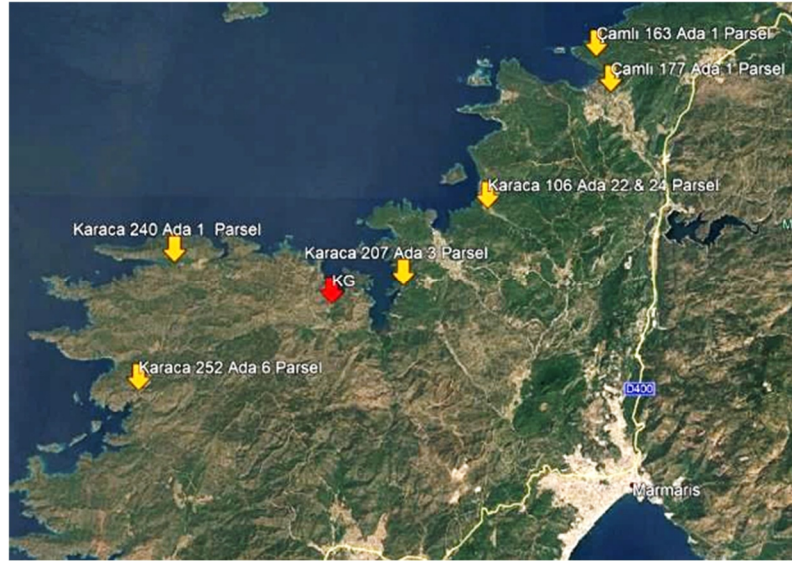 Çamlı 163 Ada 1 Parsel
Çamlı 177 Ada 1 Parsel
Karaca 106 Ada 22 & 24 Parsel
Karaca 240 Ada 1 Parsel
Karaca 207 Ada 3 Parsel
KG
Karaca 252 Ada 6 Parsel
D400
Marmaris